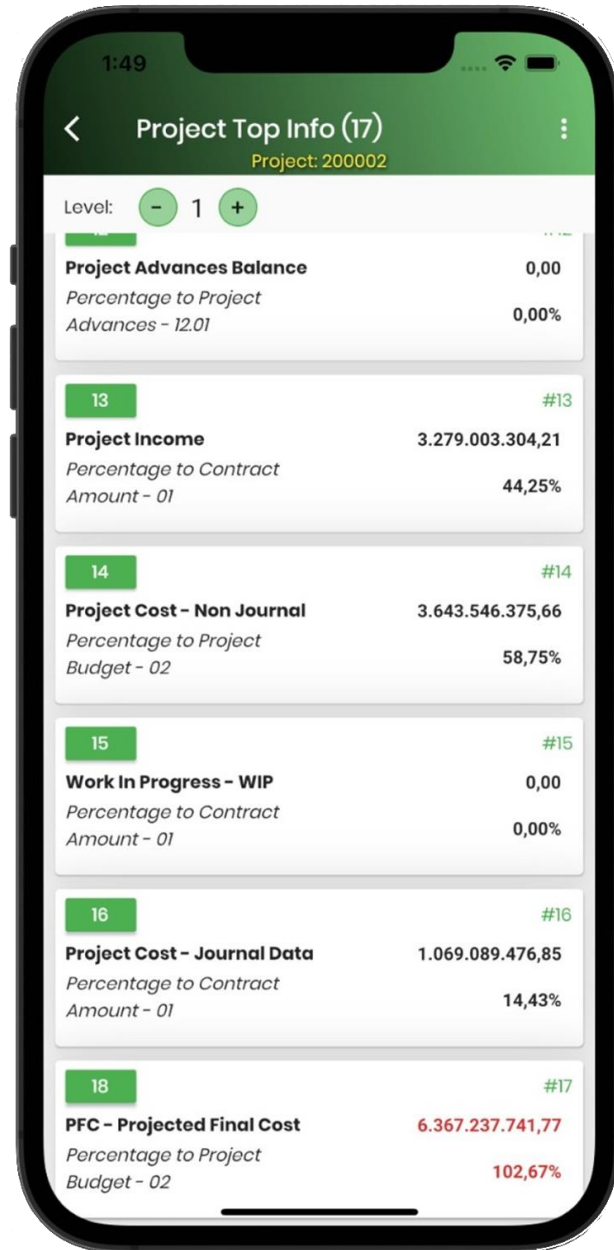 1:49
Project Top Info (17)
Project: 200002
Level: - 1 +
Project Advances Balance 0,00
Percentage to Project
Advances - 12.01 0,00%
13 #13
Project Income 3.279.003.304,21
Percentage to Contract
Amount - 01 44,25%
14 #14
Project Cost - Non Journal 3.643.546.375,66
Percentage to Project
Budget - 02 58,75%
15 #15
Work In Progress - WIP 0,00
Percentage to Contract
Amount - 01 0,00%
16 #16
Project Cost - Journal Data 1.069.089.476,85
Percentage to Contract
Amount - 01 14,43%
18 #17
PFC - Projected Final Cost 6.367.237.741,77
Percentage to Project
Budget - 02 102,67%